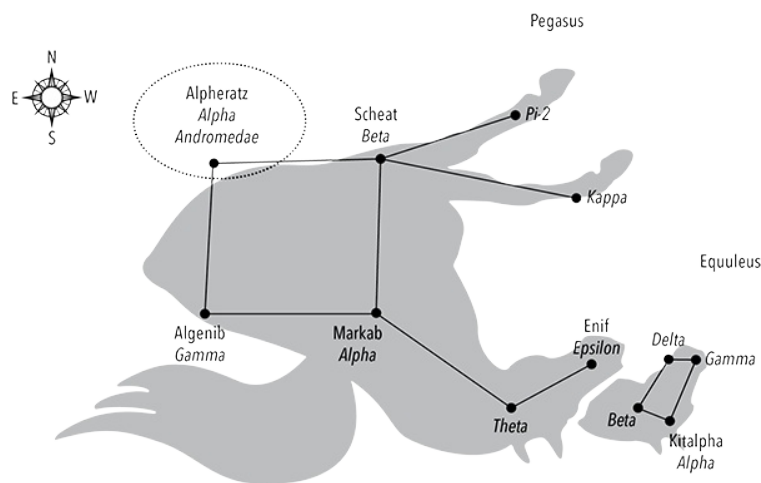 Pegasus
N
E
W
S
Alpheratz
Alpha
Andromedae
Scheat
Beta
Pi-2
Kappa
Equuleus
Algenib
Gamma
Markab
Alpha
Enif
Epsilon
Delta
Gamma
Theta
Beta
Kitalpha
Alpha